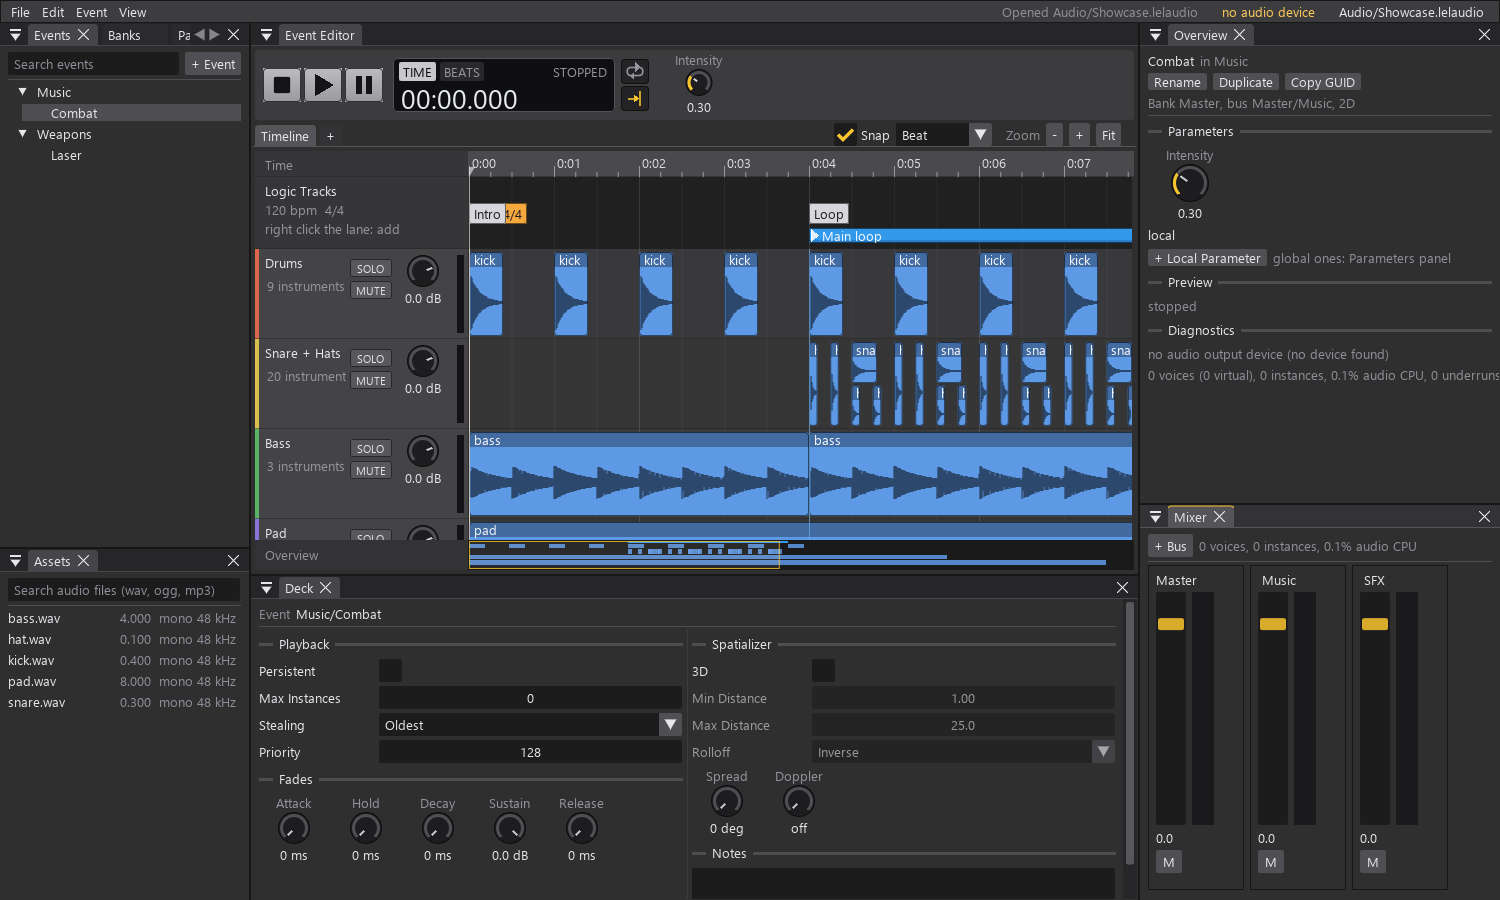 File Edit Event View
Opened Audio/Showcase.lelaudio no audio device Audio/Showcase.lelaudio
Events Banks
Search events + Event
Music
Combat
Weapons
Laser
Assets
Search audio files (wav, ogg, mp3)
bass.wav 4.000 mono 48 kHz
hat.wav 0.100 mono 48 kHz
kick.wav 0.400 mono 48 kHz
pad.wav 8.000 mono 48 kHz
snare.wav 0.300 mono 48 kHz
Event Editor
TIME BEATS STOPPED
00:00.000
Intensity
0.30
Timeline +
Snap Beat Zoom - + Fit
Time 0:00 0:01 0:02 0:03 0:04 0:05 0:06 0:07
Logic Tracks
120 bpm 4/4
right click the lane: add
Intro 4/4 Loop
Main loop
Drums SOLO
9 instruments MUTE
0.0 dB
kick kick kick kick kick kick kick kick
Snare + Hats SOLO
20 instrument MUTE
0.0 dB
sna sna sna sna
Bass SOLO
3 instruments MUTE
0.0 dB
bass bass
Pad SOLO
pad
Overview
Deck
Event Music/Combat
Playback
Persistent
Max Instances 0
Stealing Oldest
Priority 128
Fades
Attack Hold Decay Sustain Release
0 ms 0 ms 0 ms 0.0 dB 0 ms
Spatializer
3D
Min Distance 1.00
Max Distance 25.0
Rolloff Inverse
Spread Doppler
0 deg off
Notes
Overview
Combat in Music
Rename Duplicate Copy GUID
Bank Master, bus Master/Music, 2D
Parameters
Intensity
0.30
local
+ Local Parameter global ones: Parameters panel
Preview
stopped
Diagnostics
no audio output device (no device found)
0 voices (0 virtual), 0 instances, 0.1% audio CPU, 0 underruns
Mixer
+ Bus 0 voices, 0 instances, 0.1% audio CPU
Master Music SFX
0.0 0.0 0.0
M M M